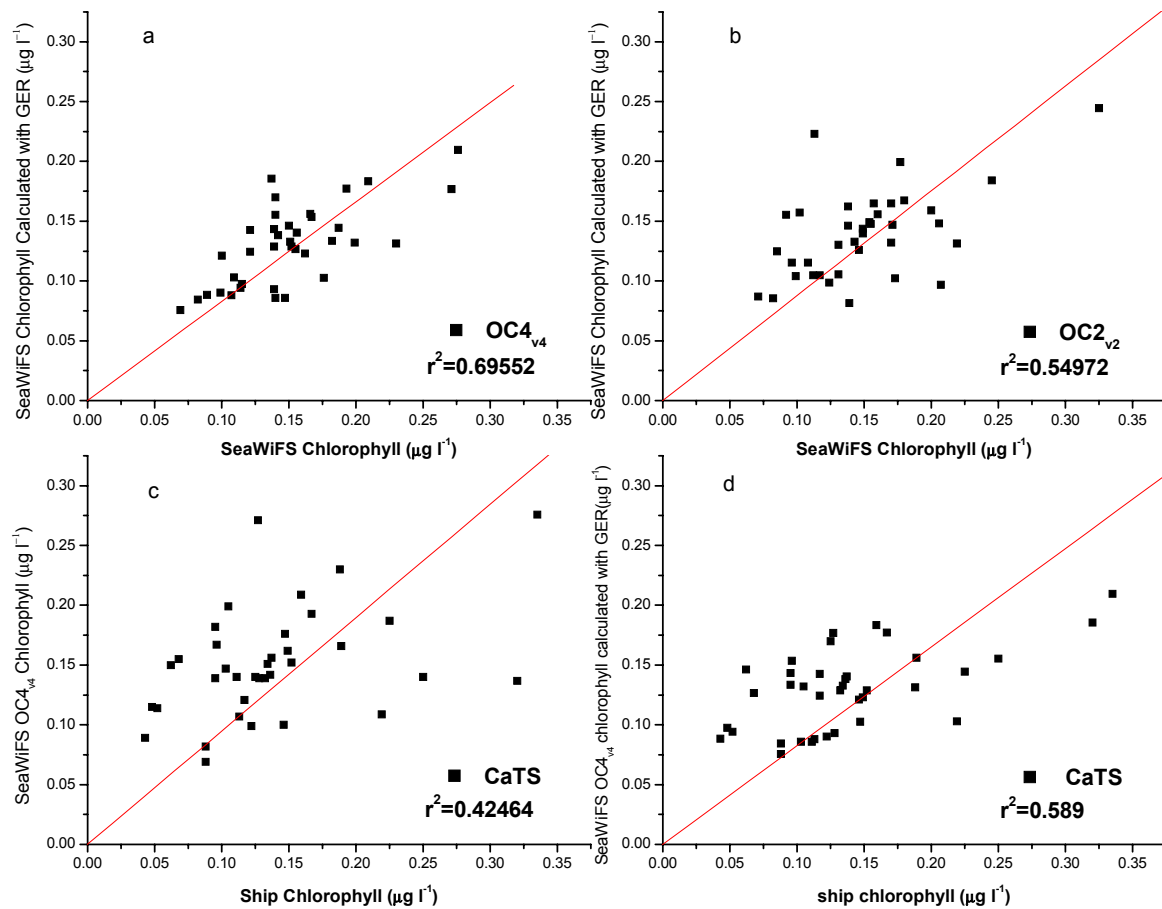 a
SeaWiFS Chlorophyll Calculated with GER (μg l⁻¹)
0.30
0.25
0.20
0.15
0.10
0.05
0.00
OC4v4
r²=0.69552
0.00 0.05 0.10 0.15 0.20 0.25 0.30 0.35
SeaWiFS Chlorophyll (μg l⁻¹)
b
SeaWiFS Chlorophyll Calculated with GER (μg l⁻¹)
0.30
0.25
0.20
0.15
0.10
0.05
0.00
OC2v2
r²=0.54972
0.00 0.05 0.10 0.15 0.20 0.25 0.30 0.35
SeaWiFS Chlorophyll (μg l⁻¹)
c
SeaWiFS OC4v4 Chlorophyll (μg l⁻¹)
0.30
0.25
0.20
0.15
0.10
0.05
0.00
CaTS
r²=0.42464
0.00 0.05 0.10 0.15 0.20 0.25 0.30 0.35
Ship Chlorophyll (μg l⁻¹)
d
SeaWiFS OC4v4 chlorophyll calculated with GER(μg l⁻¹)
0.30
0.25
0.20
0.15
0.10
0.05
0.00
CaTS
r²=0.589
0.00 0.05 0.10 0.15 0.20 0.25 0.30 0.35
ship chlorophyll (μg l⁻¹)